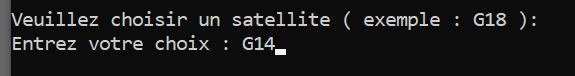 Veuillez choisir un satellite ( exemple : G18 ):
Entrez votre choix : G14